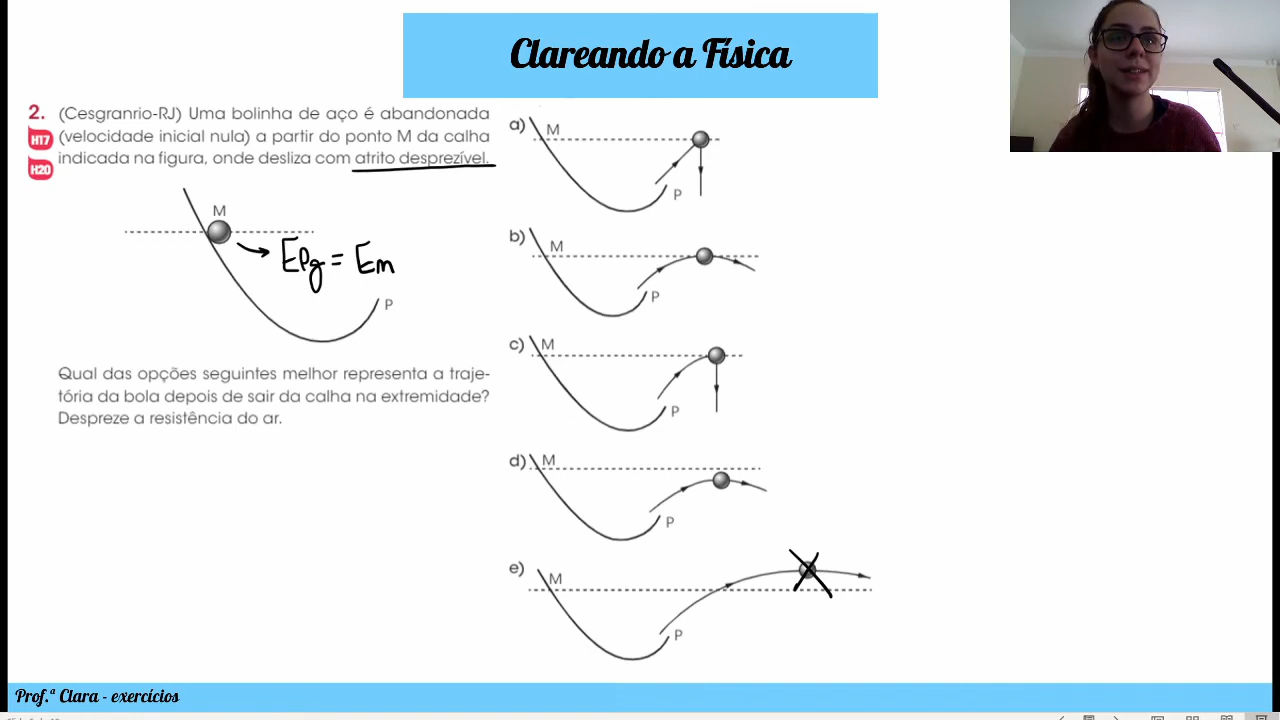 Clareando a Física
2. (Cesgranrio-RJ) Uma bolinha de aço é abandonada
H17 (velocidade inicial nula) a partir do ponto M da calha
H20 indicada na figura, onde desliza com atrito desprezível.
M
Epg = Em
P
Qual das opções seguintes melhor representa a traje-
tória da bola depois de sair da calha na extremidade?
Despreze a resistência do ar.
a) M
P
b) M
P
c) M
P
d) M
P
e) M
P
Prof.ª Clara - exercícios